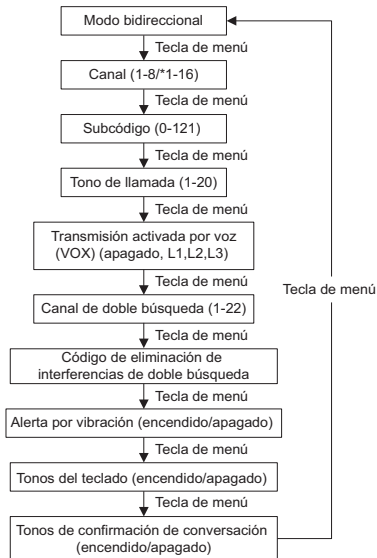 Modo bidireccional
Tecla de menú
Canal (1-8/*1-16)
Tecla de menú
Subcódigo (0-121)
Tecla de menú
Tono de llamada (1-20)
Tecla de menú
Transmisión activada por voz
(VOX) (apagado, L1,L2,L3)
Tecla de menú
Canal de doble búsqueda (1-22)
Tecla de menú
Código de eliminación de
interferencias de doble búsqueda
Tecla de menú
Alerta por vibración (encendido/apagado)
Tecla de menú
Tonos del teclado (encendido/apagado)
Tecla de menú
Tonos de confirmación de conversación
(encendido/apagado)
Tecla de menú